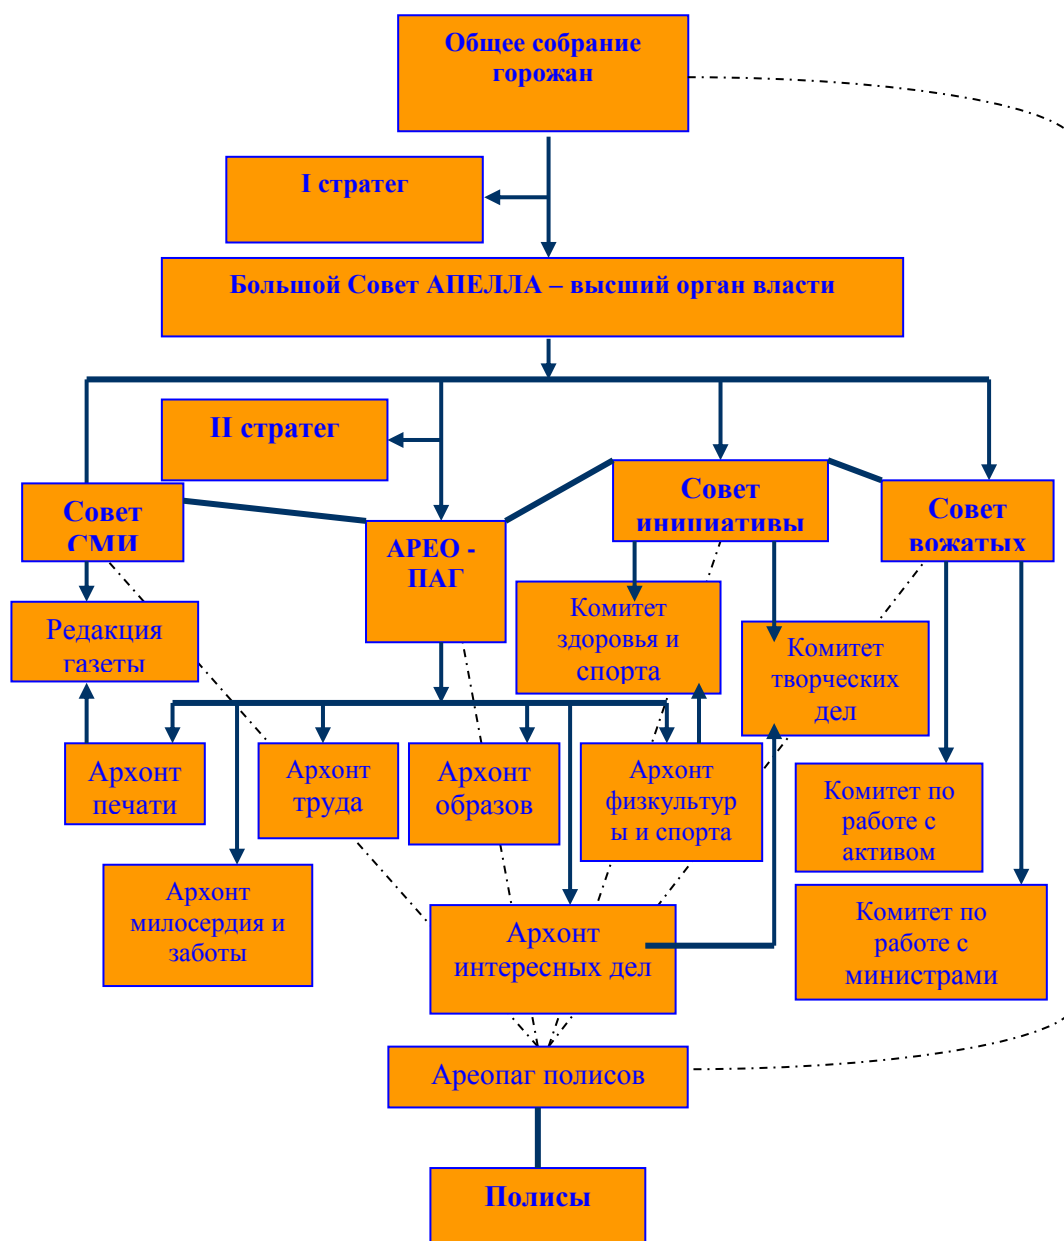 Общее собрание
горожан
I стратег
Большой Совет АПЕЛЛА – высший орган власти
II стратег
Совет
СМИ
АРЕО -
ПАГ
Совет
инициативы
Совет
вожатых
Редакция
газеты
Комитет
здоровья и
спорта
Комитет
творческих
дел
Архонт
печати
Архонт
труда
Архонт
образов
Архонт
физкультур
ы и спорта
Комитет по
работе с
активом
Архонт
милосердия и
заботы
Архонт
интересных дел
Комитет по
работе с
министрами
Ареопаг полисов
Полисы